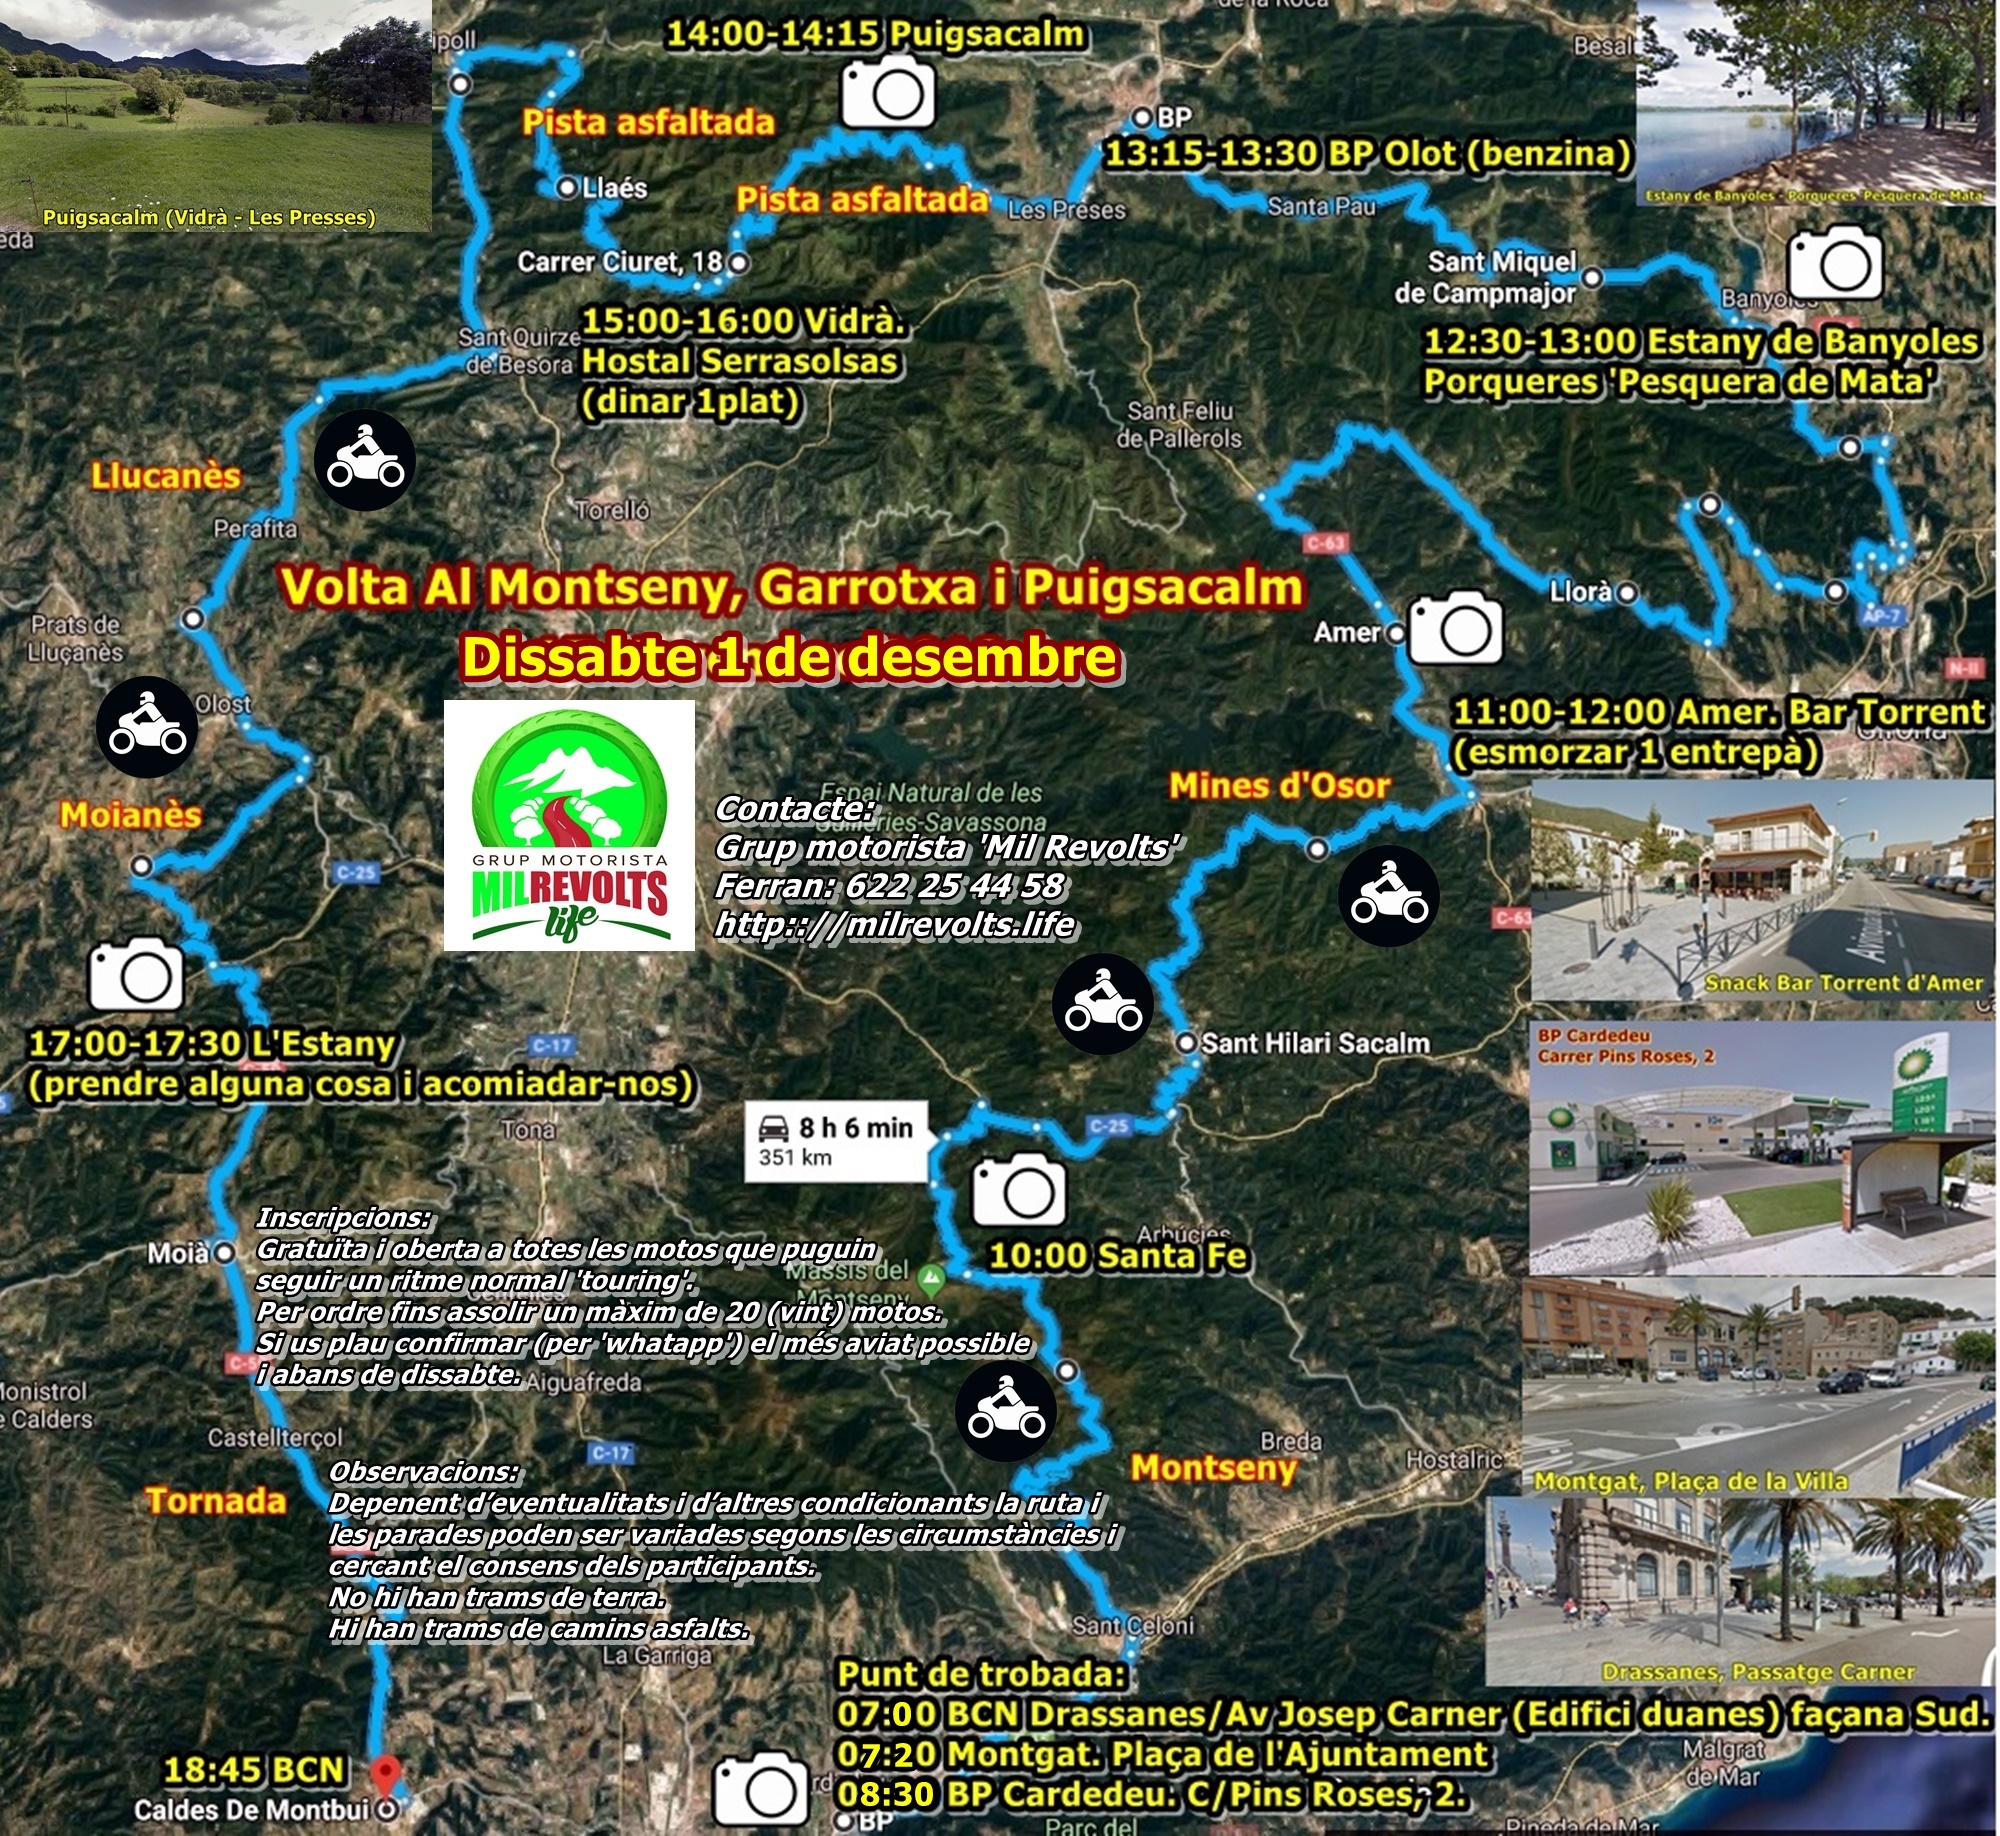 ipoll
14:00-14:15 Puigsacalm
de la Roca
Besal
Pista asfaltada
BP
13:15-13:30 BP Olot (benzina)
Llaés
Pista asfaltada
Les Preses
Santa Pau
Estany de Banyoles - Porqueres 'Pesquera de Mata'
Puigsacalm (Vidrà - Les Presses)
Carrer Ciuret, 18
Sant Miquel
de Campmajor
Banyoles
15:00-16:00 Vidrà.
Hostal Serrasolsas
(dinar 1plat)
Sant Quirze
de Besora
12:30-13:00 Estany de Banyoles
Porqueres 'Pesquera de Mata'
Sant Feliu
de Pallerols
Llucanès
Perafita
Torelló
C-63
Volta Al Montseny, Garrotxa i Puigsacalm
Dissabte 1 de desembre
Llorà
AP-7
Amer
Prats de
Lluçanès
N-II
Olost
11:00-12:00 Amer. Bar Torrent
(esmorzar 1 entrepà)
Mines d'Osor
Moianès
Espai Natural de les
Guilleries-Savassona
Contacte:
Grup motorista 'Mil Revolts'
Ferran: 622 25 44 58
http:://milrevolts.life
GRUP MOTORISTA
MILREVOLTS
life
C-25
C-63
Snack Bar Torrent d'Amer
17:00-17:30 L'Estany
(prendre alguna cosa i acomiadar-nos)
C-17
Sant Hilari Sacalm
BP Cardedeu
Carrer Pins Roses, 2
Tona
8 h 6 min
351 km
C-25
Arbúcies
10:00 Santa Fe
Massís del
Montseny
Moià
Inscripcions:
Gratuïta i oberta a totes les motos que puguin
seguir un ritme normal 'touring'.
Per ordre fins assolir un màxim de 20 (vint) motos.
Si us plau confirmar (per 'whatapp') el més aviat possible
i abans de dissabte.
Aiguafreda
Monistrol
de Calders
Castellterçol
C-17
Montseny
Breda
Hostalric
Montgat, Plaça de la Villa
Tornada
Observacions:
Depenent d’eventualitats i d’altres condicionants la ruta i
les parades poden ser variades segons les circumstàncies i
cercant el consens dels participants.
No hi han trams de terra.
Hi han trams de camins asfalts.
La Garriga
Sant Celoni
Drassanes, Passatge Carner
Punt de trobada:
07:00 BCN Drassanes/Av Josep Carner (Edifici duanes) façana Sud.
07:20 Montgat. Plaça de l'Ajuntament
08:30 BP Cardedeu. C/Pins Roses, 2.
Malgrat
de Mar
18:45 BCN
Caldes De Montbui
BP
Parc del
Pineda de Mar